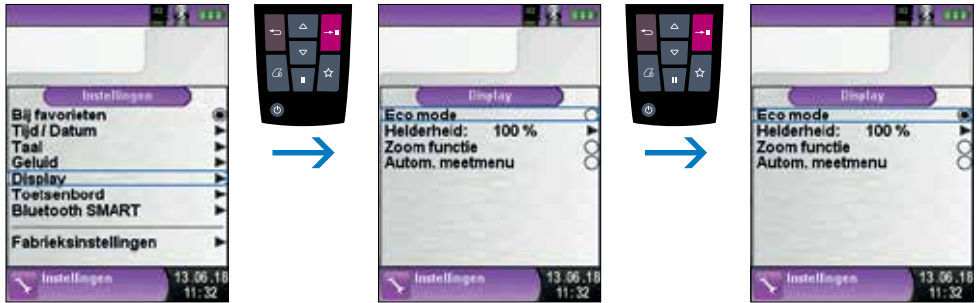 Instellingen
Bij favorieten
Tijd / Datum
Taal
Geluid
Display
Toetsenbord
Bluetooth SMART
Fabrieksinstellingen
Instellingen
13.06.18
11:32
Display
Eco mode
Helderheid: 100 %
Zoom functie
Autom. meetmenu
Instellingen
13.06.18
11:32
Display
Eco mode
Helderheid: 100 %
Zoom functie
Autom. meetmenu
Instellingen
13.06.18
11:32